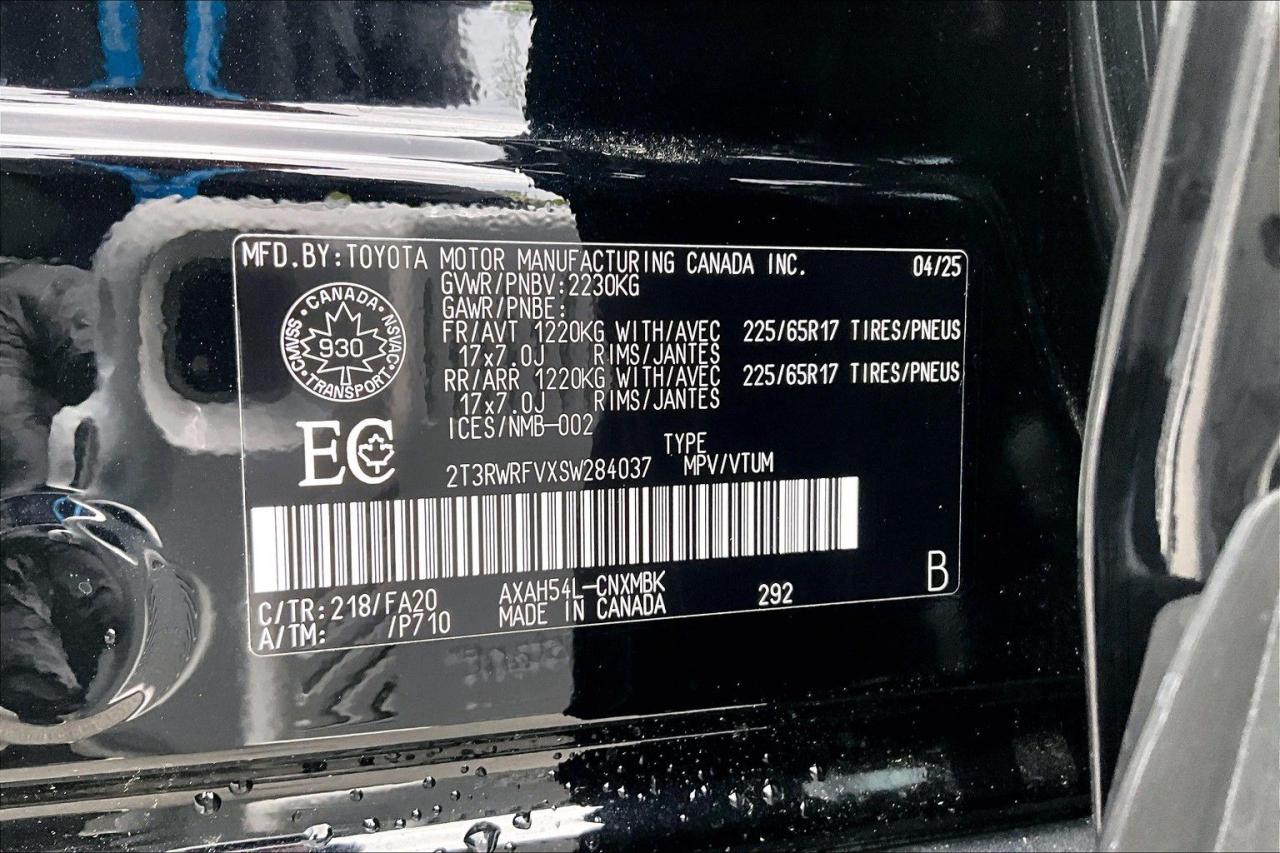 MFD.BY:TOYOTA MOTOR MANUFACTURING CANADA INC. 04/25
GVWR/PNBV:2230KG
GAWR/PNBE:
FR/AVT 1220KG WITH/AVEC 225/65R17 TIRES/PNEUS
17x7.0J RIMS/JANTES
RR/ARR 1220KG WITH/AVEC 225/65R17 TIRES/PNEUS
17x7.0J RIMS/JANTES
ICES/NMB-002
CANADA
CMVSS NSVAC
930
TRANSPORT
EC
TYPE
2T3RWRFVXSW284037 MPV/VTUM
C/TR:218/FA20 AXAH54L-CNXMBK 292 B
A/TM: /P710 MADE IN CANADA